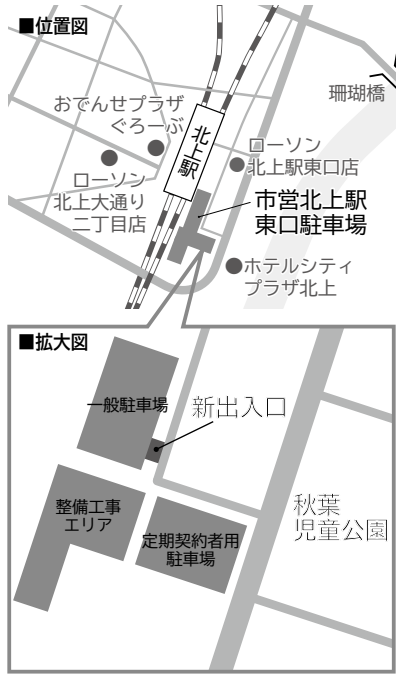 ■位置図
おでんせプラザ
ぐろーぶ
北上駅
珊瑚橋
ローソン
北上駅東口店
ローソン
北上大通り
二丁目店
市営北上駅
東口駐車場
ホテルシティ
プラザ北上
■拡大図
一般駐車場
新出入口
整備工事
エリア
定期契約者用
駐車場
秋葉
児童公園